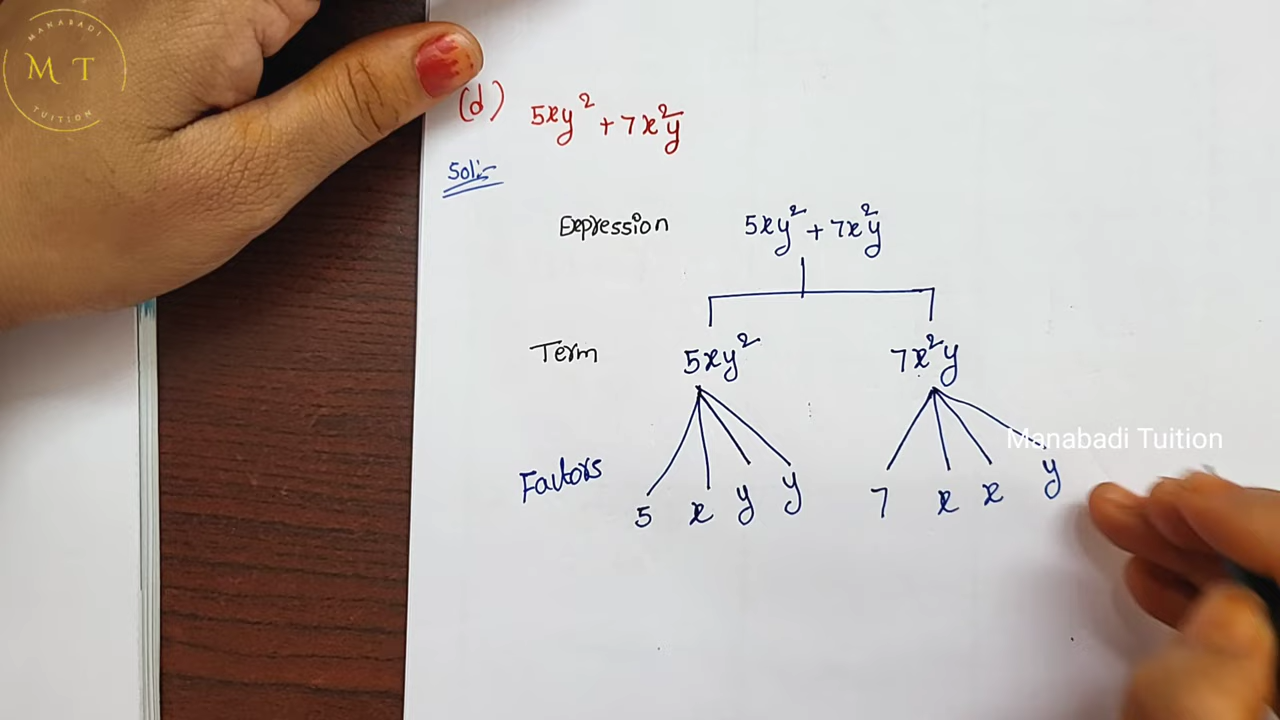 MANABADI
M T
TUITION
(d) 5xy² + 7x²y
Sol:-
Expression 5xy² + 7x²y
Term 5xy² 7x²y
Manabadi Tuition
Factors 5 x y y 7 x x y